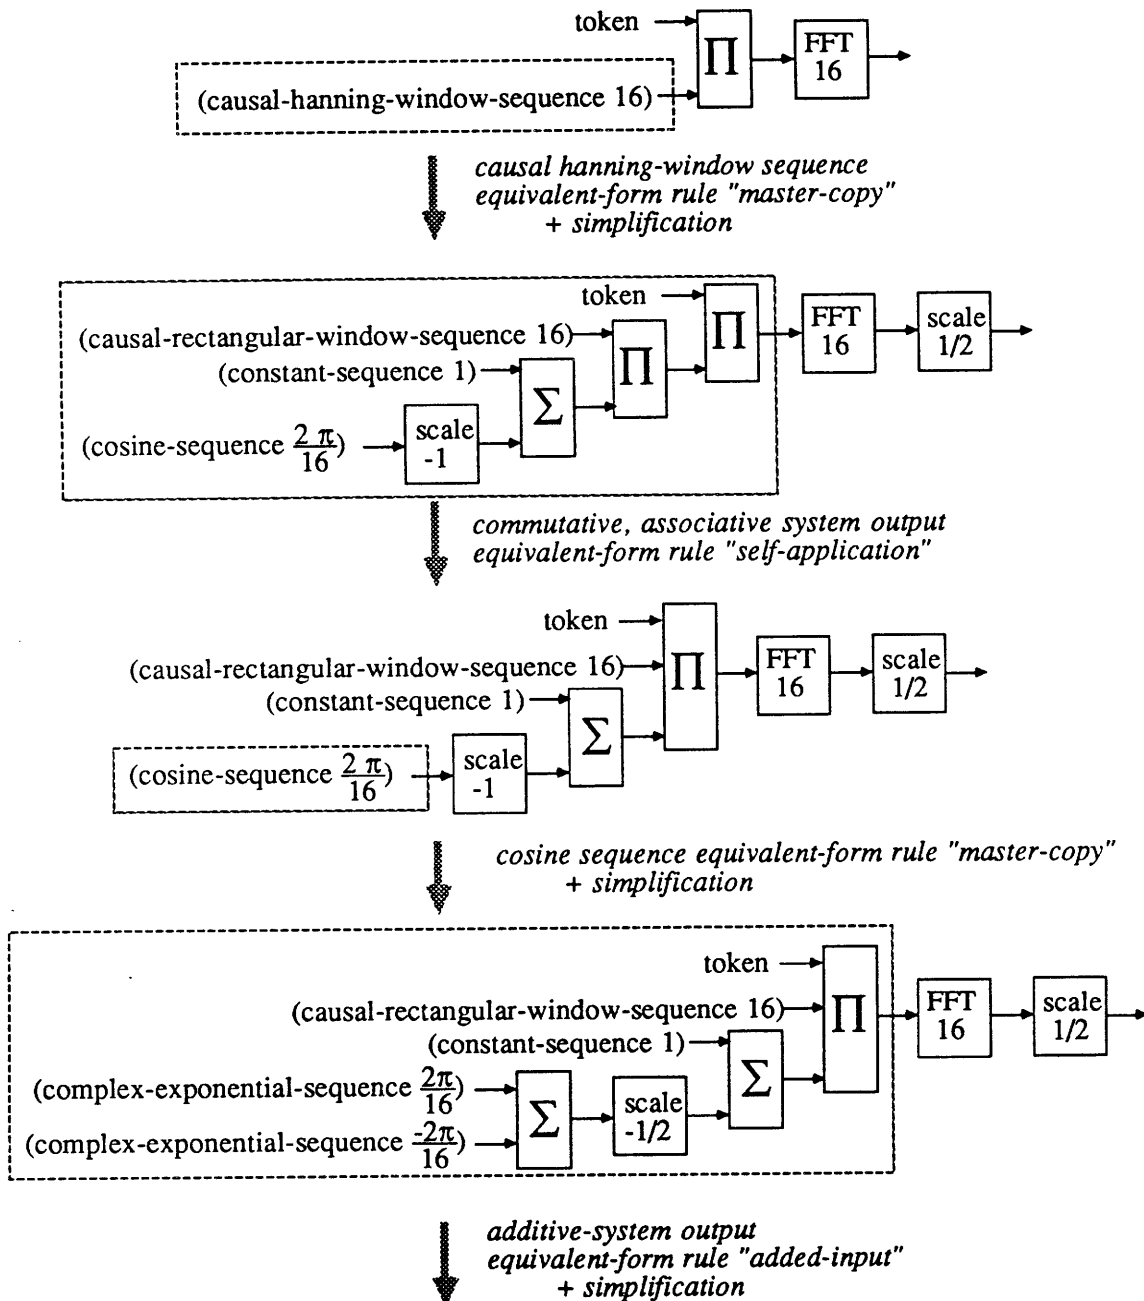 token
∏
FFT
16
(causal-hanning-window-sequence 16)
causal hanning-window sequence
equivalent-form rule "master-copy"
+ simplification
token
(causal-rectangular-window-sequence 16)
(constant-sequence 1)
(cosine-sequence 2 π/16)
scale
-1
∑
∏
∏
FFT
16
scale
1/2
commutative, associative system output
equivalent-form rule "self-application"
token
(causal-rectangular-window-sequence 16)
(constant-sequence 1)
(cosine-sequence 2 π/16)
scale
-1
∑
∏
FFT
16
scale
1/2
cosine sequence equivalent-form rule "master-copy"
+ simplification
token
(causal-rectangular-window-sequence 16)
(constant-sequence 1)
(complex-exponential-sequence 2π/16)
(complex-exponential-sequence -2π/16)
∑
scale
-1/2
∑
∏
FFT
16
scale
1/2
additive-system output
equivalent-form rule "added-input"
+ simplification